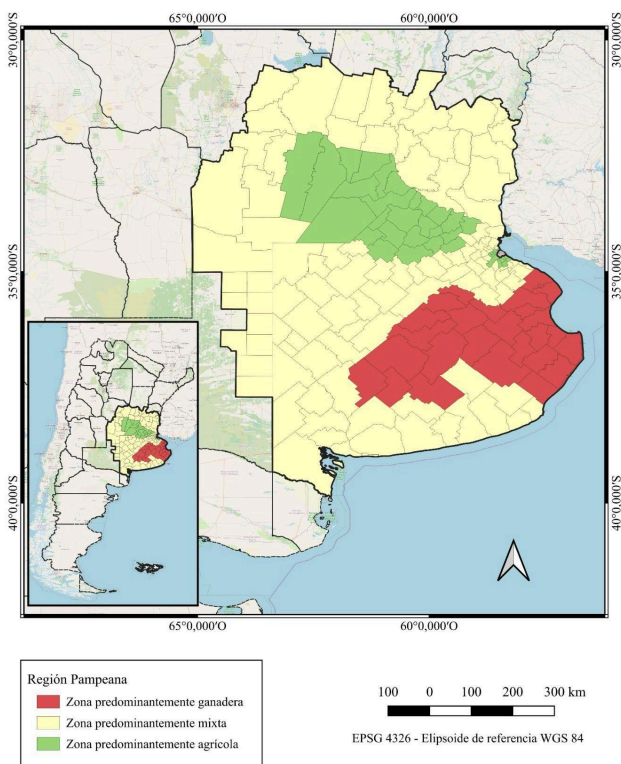 65°0,000′O 60°0,000′O
30°0,000′S 30°0,000′S
35°0,000′S 35°0,000′S
40°0,000′S 40°0,000′S
65°0,000′O 60°0,000′O
Región Pampeana
Zona predominantemente ganadera
Zona predominantemente mixta
Zona predominantemente agrícola
100 0 100 200 300 km
EPSG 4326 - Elipsoide de referencia WGS 84